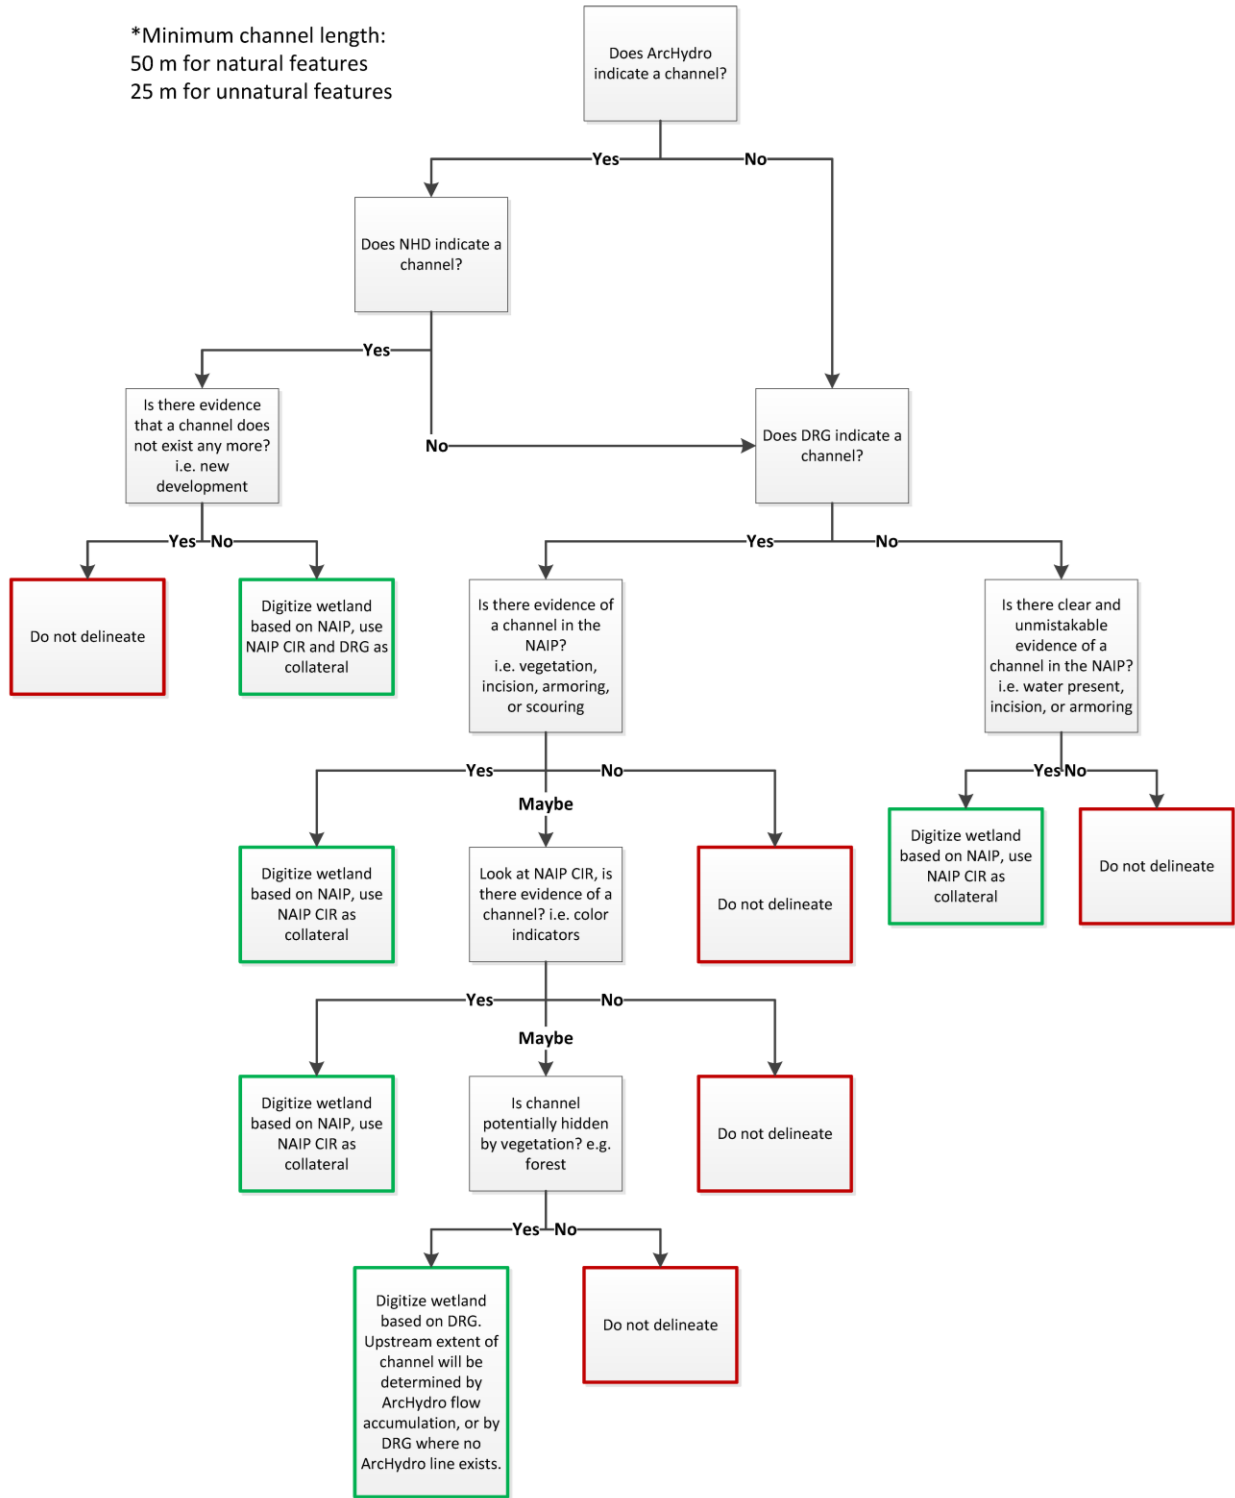 *Minimum channel length:
50 m for natural features
25 m for unnatural features
Does ArcHydro
indicate a channel?
Yes
No
Does NHD indicate a
channel?
Yes
No
Is there evidence
that a channel does
not exist any more?
i.e. new
development
Does DRG indicate a
channel?
Yes
No
Yes
No
Do not delineate
Digitize wetland
based on NAIP, use
NAIP CIR and DRG as
collateral
Is there evidence of
a channel in the
NAIP?
i.e. vegetation,
incision, armoring,
or scouring
Is there clear and
unmistakable
evidence of a
channel in the NAIP?
i.e. water present,
incision, or armoring
Yes
No
Maybe
Yes
No
Digitize wetland
based on NAIP, use
NAIP CIR as
collateral
Look at NAIP CIR, is
there evidence of a
channel? i.e. color
indicators
Do not delineate
Digitize wetland
based on NAIP, use
NAIP CIR as
collateral
Do not delineate
Yes
No
Maybe
Digitize wetland
based on NAIP, use
NAIP CIR as
collateral
Is channel
potentially hidden
by vegetation? e.g.
forest
Do not delineate
Yes
No
Digitize wetland
based on DRG.
Upstream extent of
channel will be
determined by
ArcHydro flow
accumulation, or by
DRG where no
ArcHydro line exists.
Do not delineate